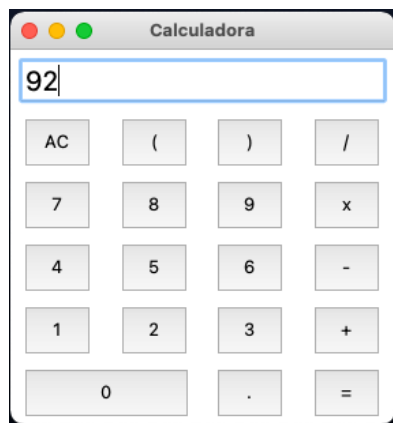 Calculadora
92
AC ( ) /
7 8 9 x
4 5 6 -
1 2 3 +
0 . =